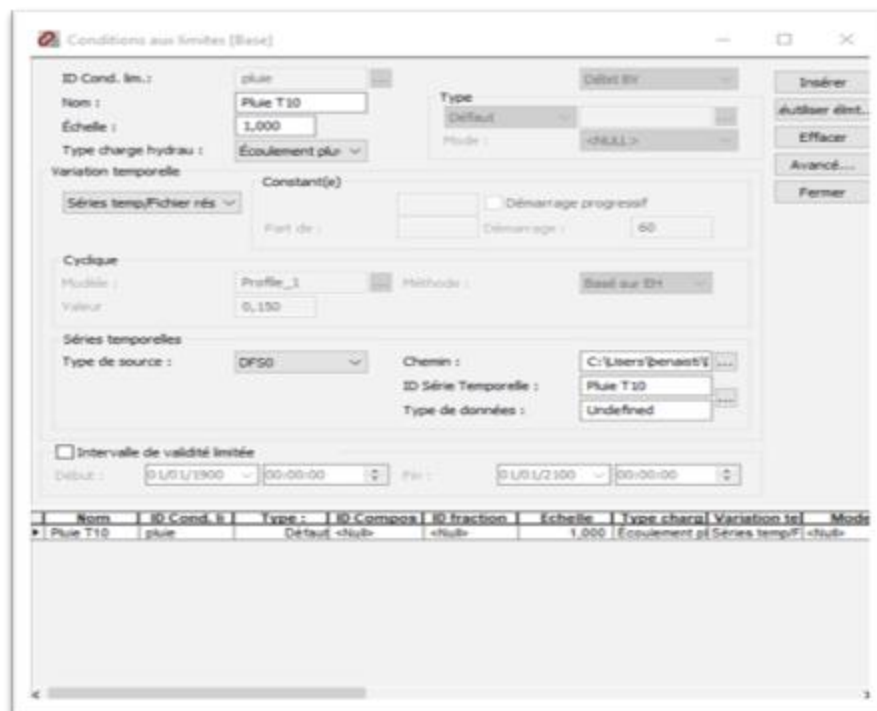 Conditions aux limites [Base]
ID Cond. lim.: pluie ... Débit BV
Nom : Pluie T10 Type
Échelle : 1,000 Défaut ...
Type charge hydrau : Écoulement plu Mode : <NULL>
Insérer
éutiliser élmt...
Effacer
Avancé...
Fermer
Variation temporelle
Séries temp/Fichier rés
Constant(e)
Démarrage progressif
Part de : Démarrage : 60
Cyclique
Modèle : Profile_1 ... Méthode : Basé sur EH
Valeur 0,150
Séries temporelles
Type de source : DFS0 Chemin : C:\Users\benaisti\ ...
ID Série Temporelle : Pluie T10
Type de données : Undefined ...
Intervalle de validité limitée
Début : 01/01/1900 00:00:00 Fin : 01/01/2100 00:00:00
Nom ID Cond. li Type : ID Compos ID fraction Echelle Type charg Variation te Mode
Pluie T10 pluie Défaut <Null> <Null> 1,000 Écoulement pl Séries temp/F <Null>